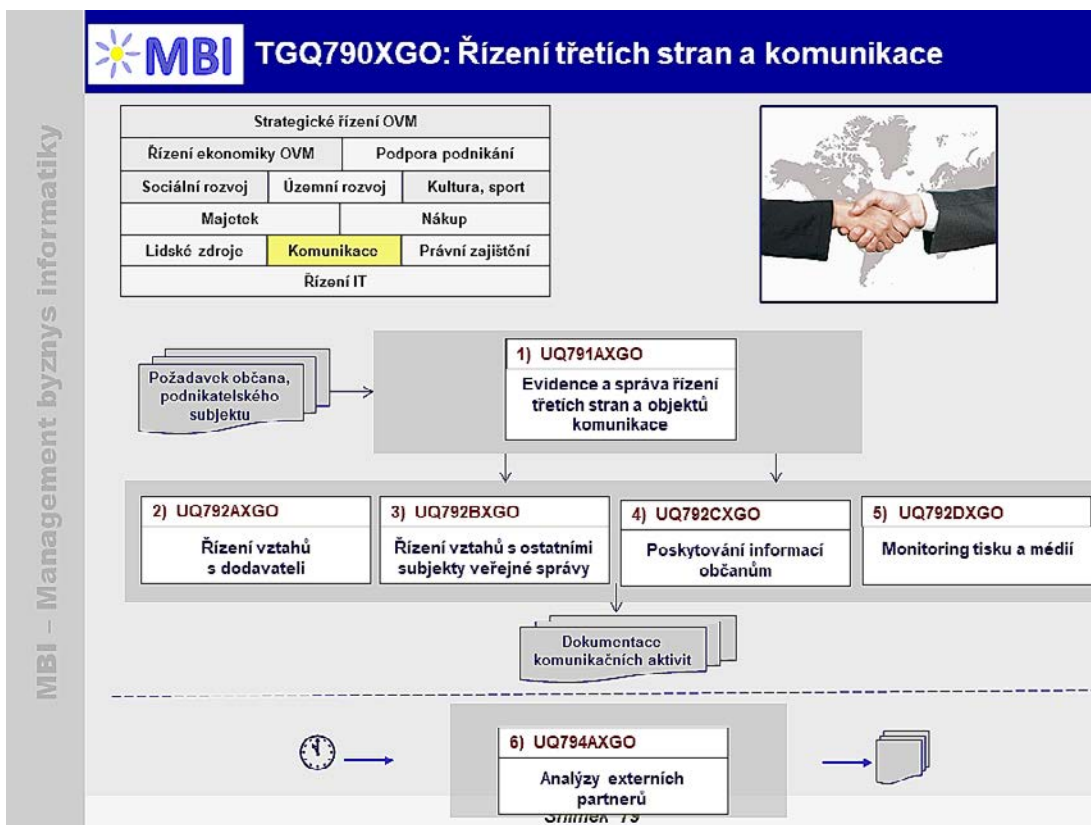 MBI – Management byznys informatiky
MBI
TGQ790XGO: Řízení třetích stran a komunikace
Strategické řízení OVM
Řízení ekonomiky OVM
Podpora podnikání
Sociální rozvoj
Územní rozvoj
Kultura, sport
Majetek
Nákup
Lidské zdroje
Komunikace
Právní zajištění
Řízení IT
Požadavek občana,
podnikatelského
subjektu
1) UQ791AXGO
Evidence a správa řízení
třetích stran a objektů
komunikace
2) UQ792AXGO
Řízení vztahů
s dodavateli
3) UQ792BXGO
Řízení vztahů s ostatními
subjekty veřejné správy
4) UQ792CXGO
Poskytování informací
občanům
5) UQ792DXGO
Monitoring tisku a médií
Dokumentace
komunikačních aktivit
6) UQ794AXGO
Analýzy externích
partnerů
Snímek 79